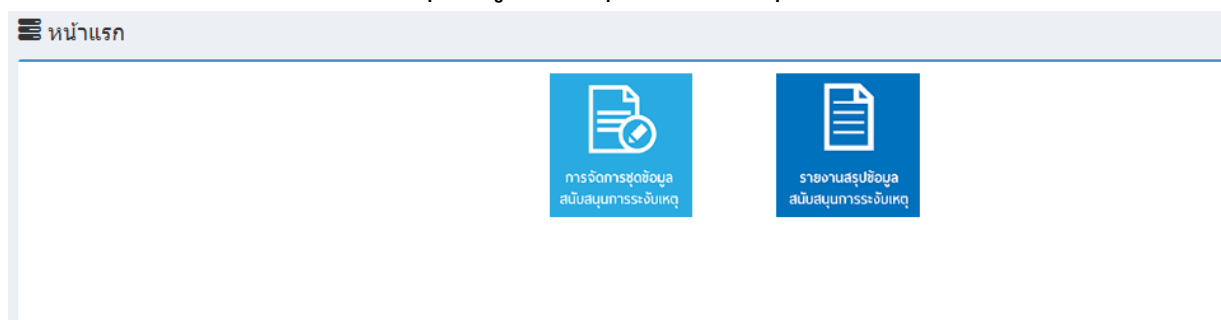 หน้าแรก
การจัดการชุดข้อมูล
สนับสนุนการระงับเหตุ
รายงานสรุปข้อมูล
สนับสนุนการระงับเหตุ